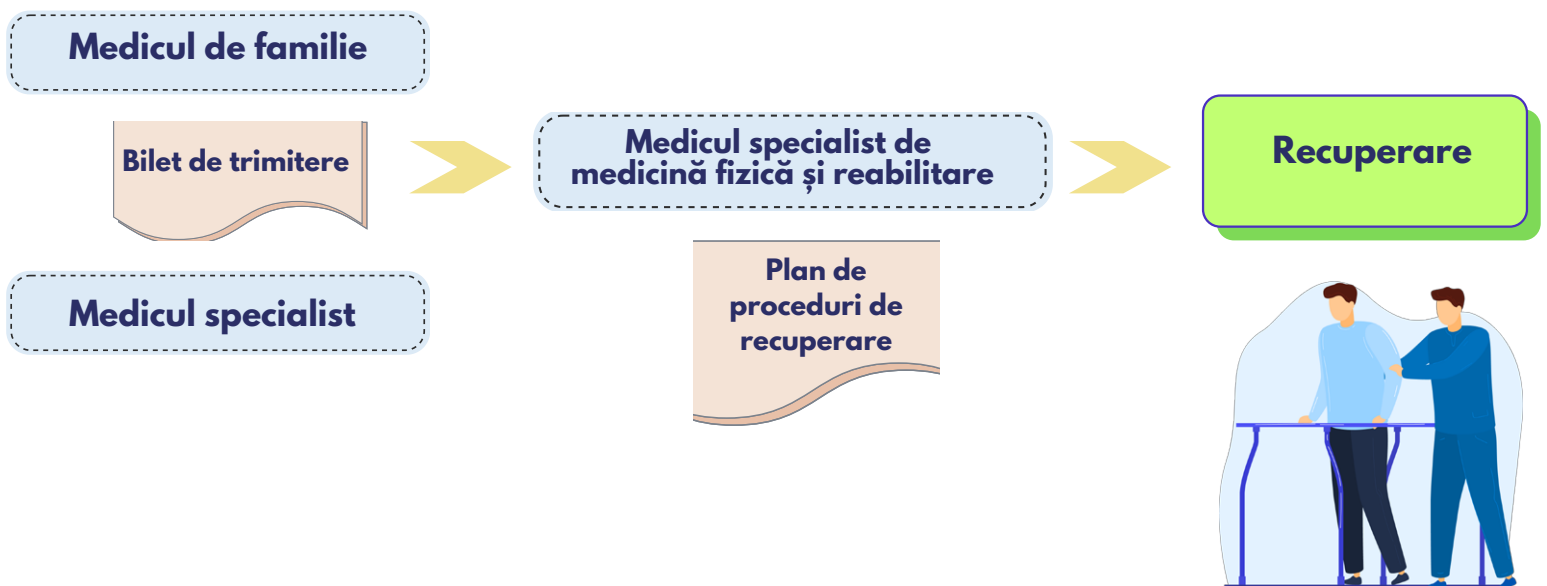 Medicul de familie
Bilet de trimitere
Medicul specialist
Medicul specialist de
medicină fizică și reabilitare
Plan de
proceduri de
recuperare
Recuperare